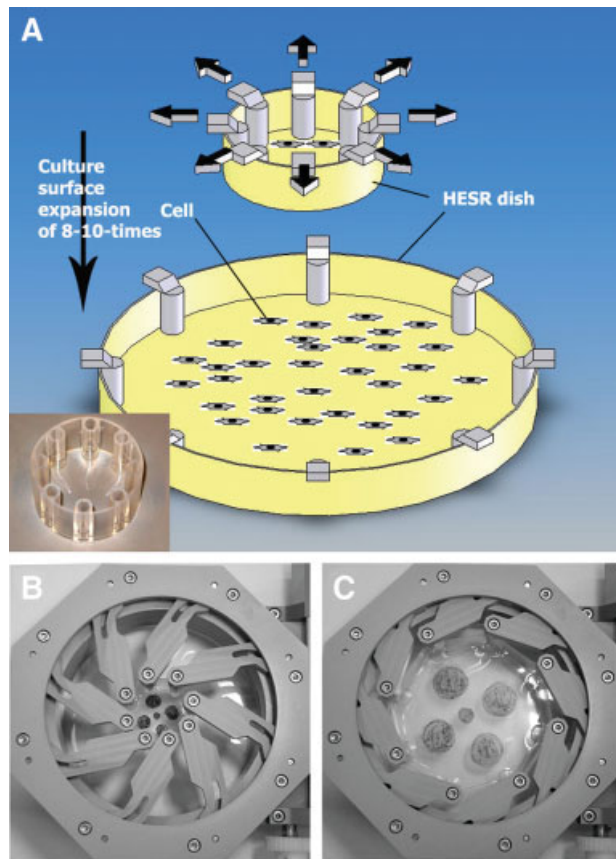 A
Culture
surface
expansion
of 8-10-times
Cell
HESR dish
B
C